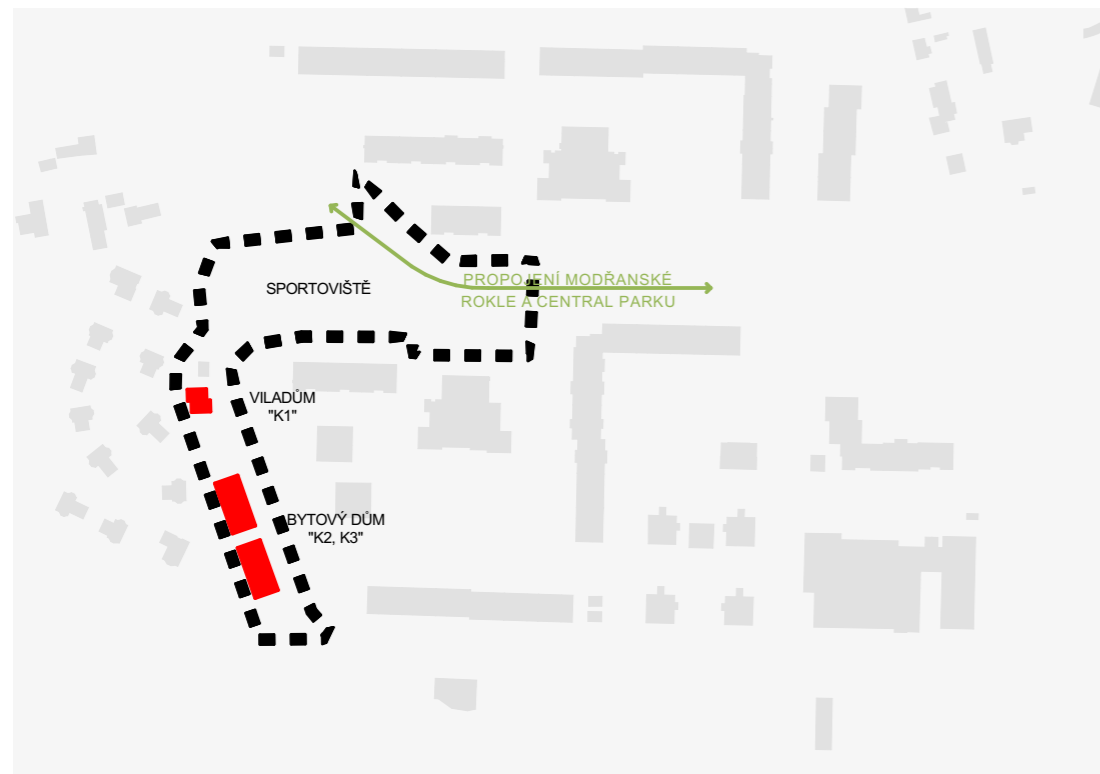 PROPOJENÍ MODŘANSKÉ
ROKLE A CENTRAL PARKU
SPORTOVIŠTĚ
VILADŮM
"K1"
BYTOVÝ DŮM
"K2, K3"